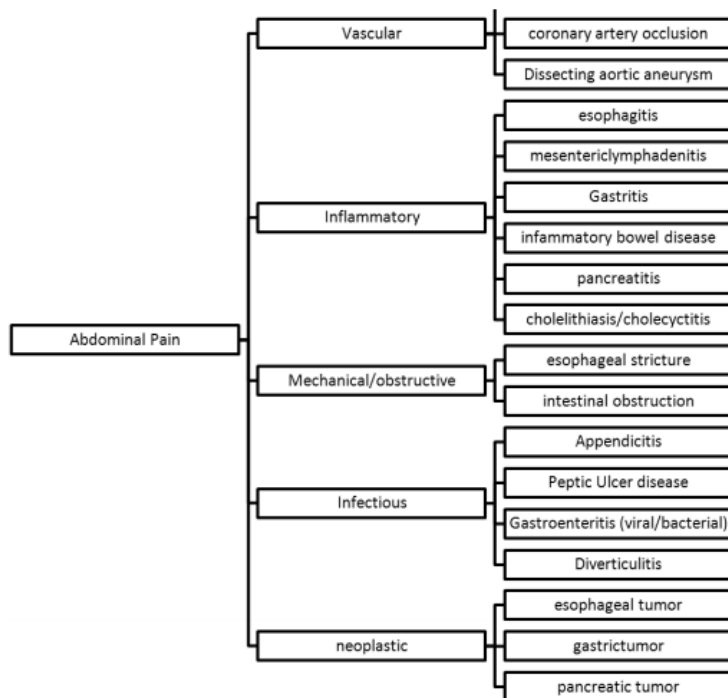 Vascular
coronary artery occlusion
Dissecting aortic aneurysm
esophagitis
mesentericlymphadenitis
Gastritis
Inflammatory
infammatory bowel disease
pancreatitis
cholelithiasis/cholecyctitis
Abdominal Pain
esophageal stricture
Mechanical/obstructive
intestinal obstruction
Appendicitis
Peptic Ulcer disease
Infectious
Gastroenteritis (viral/bacterial)
Diverticulitis
esophageal tumor
neoplastic
gastrictumor
pancreatic tumor